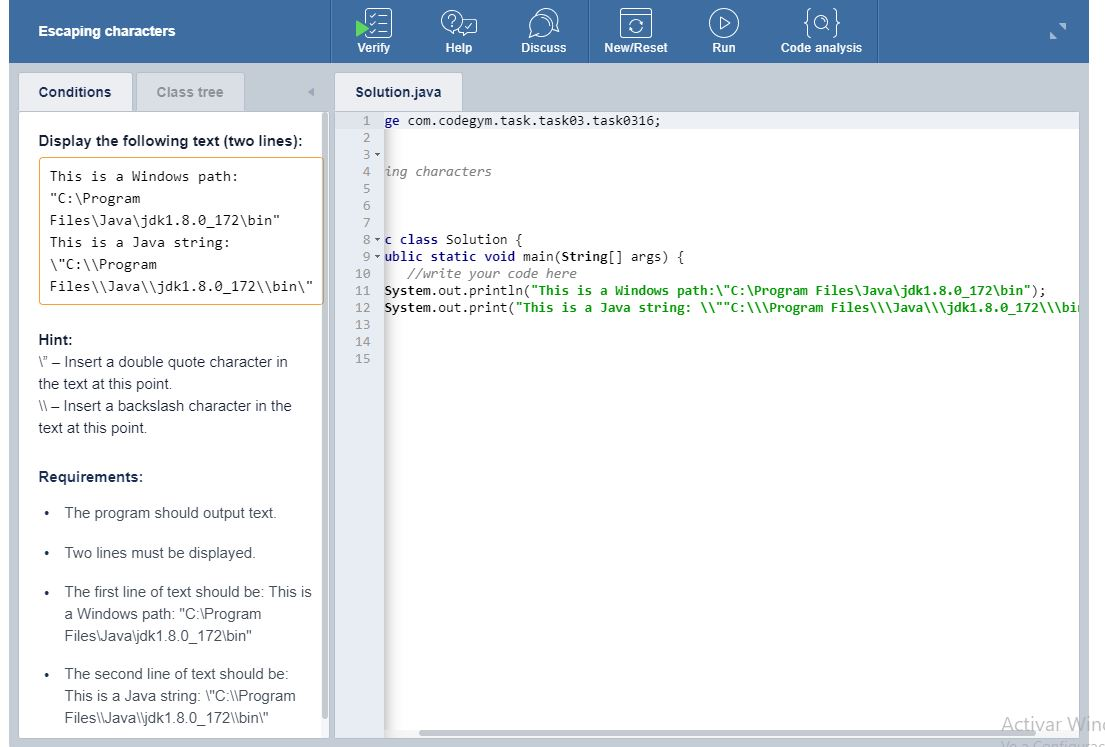 Escaping characters
Verify
Help
Discuss
New/Reset
Run
Code analysis
Conditions
Class tree
Solution.java
Display the following text (two lines):
This is a Windows path:
"C:\Program
Files\Java\jdk1.8.0_172\bin"
This is a Java string:
\"C:\\Program
Files\\Java\\jdk1.8.0_172\\bin\"
Hint:
\” – Insert a double quote character in
the text at this point.
\\ – Insert a backslash character in the
text at this point.
Requirements:
• The program should output text.
• Two lines must be displayed.
• The first line of text should be: This is
a Windows path: "C:\Program
Files\Java\jdk1.8.0_172\bin"
• The second line of text should be:
This is a Java string: \"C:\\Program
Files\\Java\\jdk1.8.0_172\\bin\"
1 ge com.codegym.task.task03.task0316;
2
3
4 ing characters
5
6
7
8 c class Solution {
9 ublic static void main(String[] args) {
10 //write your code here
11 System.out.println("This is a Windows path:\"C:\Program Files\Java\jdk1.8.0_172\bin");
12 System.out.print("This is a Java string: \\""C:\\\Program Files\\\Java\\\jdk1.8.0_172\\\bi
13
14
15
Activar Win